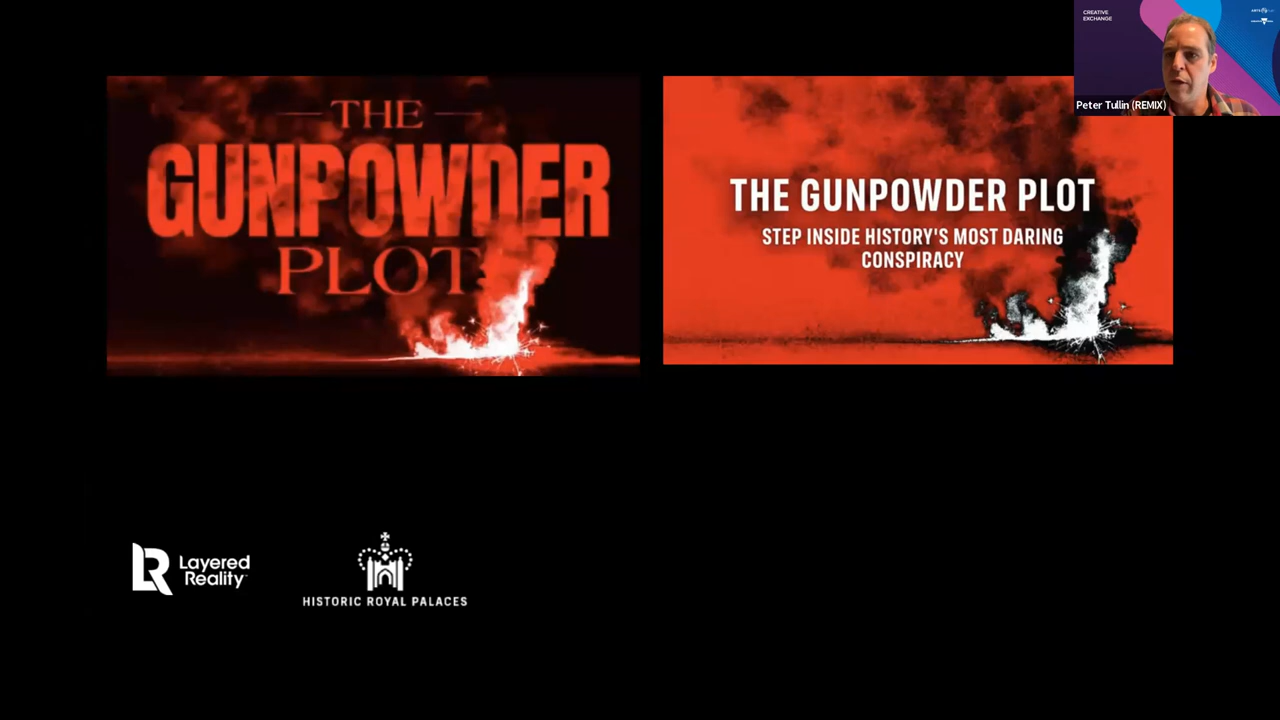 CREATIVE
EXCHANGE
Peter Tullin (REMIX)
THE
GUNPOWDER
PLOT
THE GUNPOWDER PLOT
STEP INSIDE HISTORY'S MOST DARING
CONSPIRACY
Layered
Reality
HISTORIC ROYAL PALACES